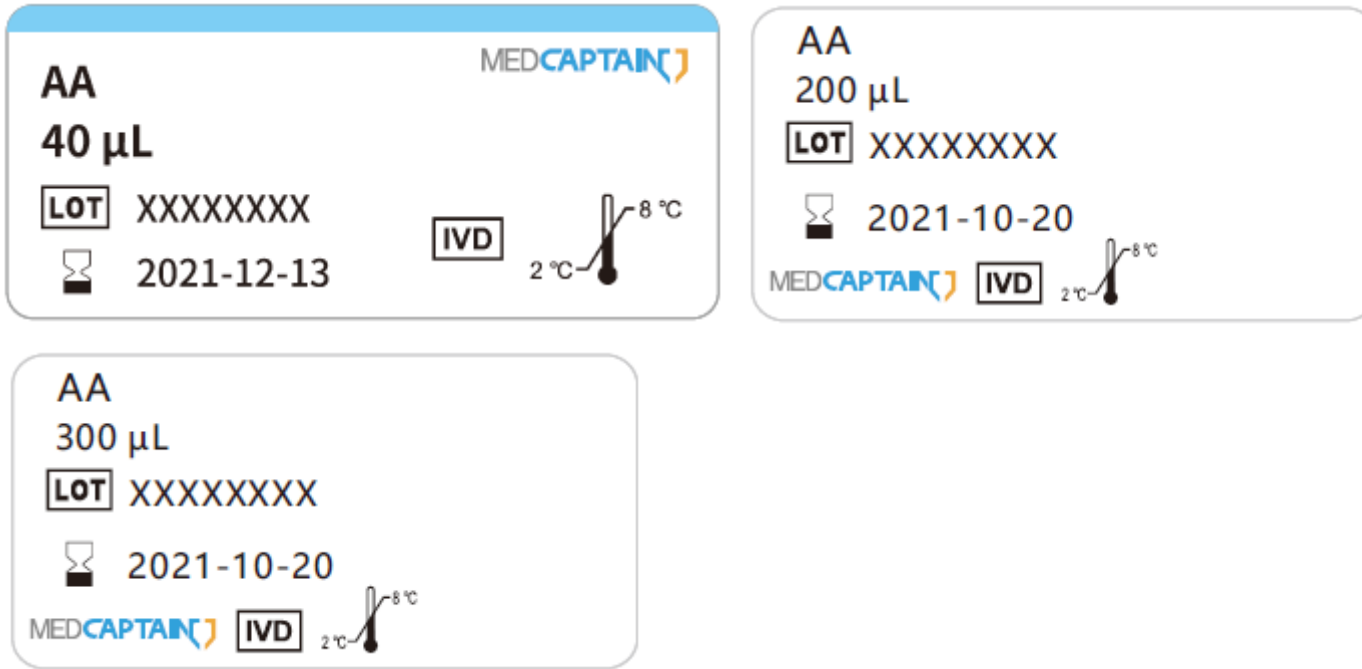 MEDCAPTAIN
AA
40 µL
LOT XXXXXXXX
2021-12-13
IVD
2 ℃
8 ℃
AA
200 µL
LOT XXXXXXXX
2021-10-20
MEDCAPTAIN IVD 2 ℃ 8 ℃
AA
300 µL
LOT XXXXXXXX
2021-10-20
MEDCAPTAIN IVD 2 ℃ 8 ℃